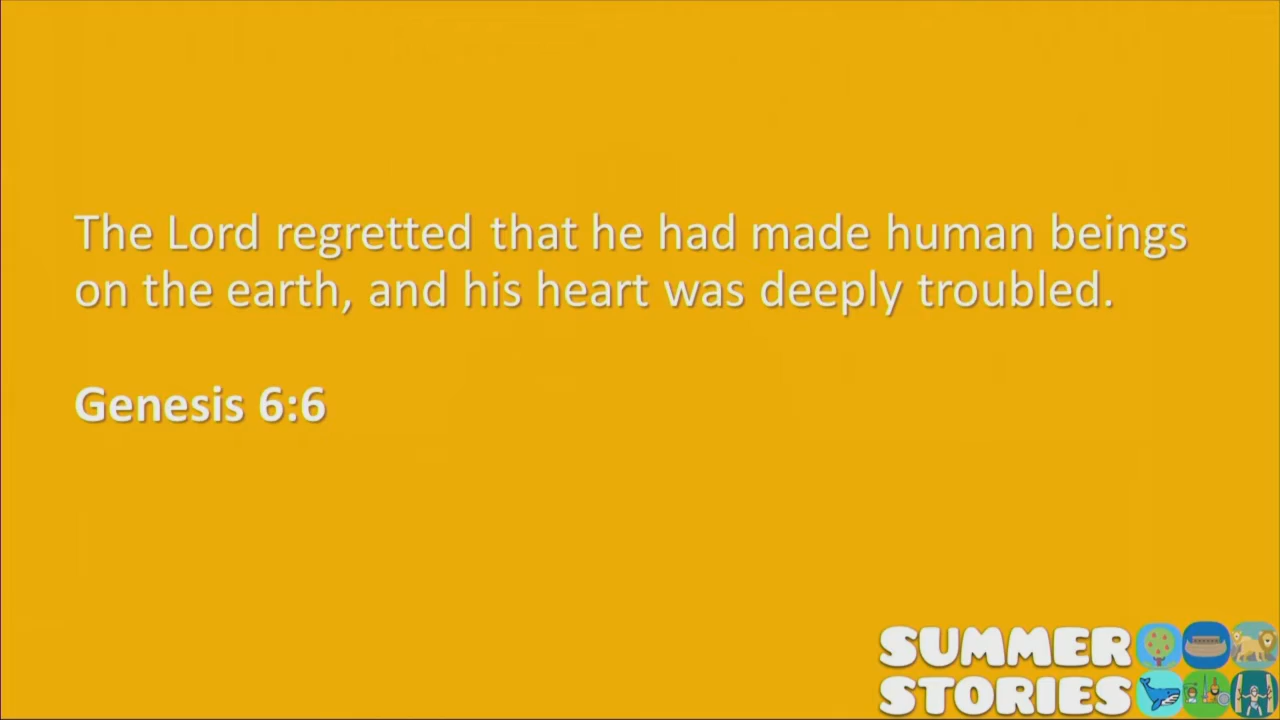 The Lord regretted that he had made human beings
on the earth, and his heart was deeply troubled.
Genesis 6:6
SUMMER
STORIES